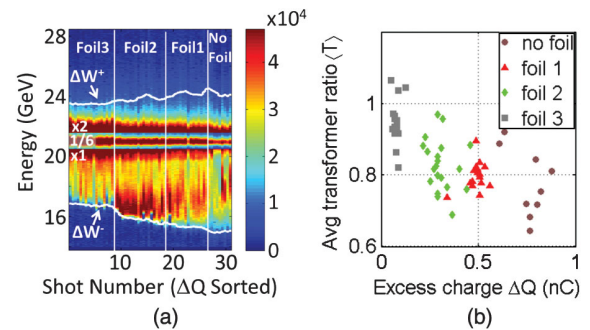 (a)
×10⁴
Energy (GeV)
28
24
20
16
Foil3
Foil2
Foil1
No
Foil
ΔW⁺
x2
1/6
x1
ΔW⁻
10
20
30
Shot Number (ΔQ Sorted)
4
3
2
1
0
(a)
(b)
Avg transformer ratio ⟨T⟩
1
0.8
0.6
0
0.5
1
Excess charge ΔQ (nC)
no foil
foil 1
foil 2
foil 3
(b)